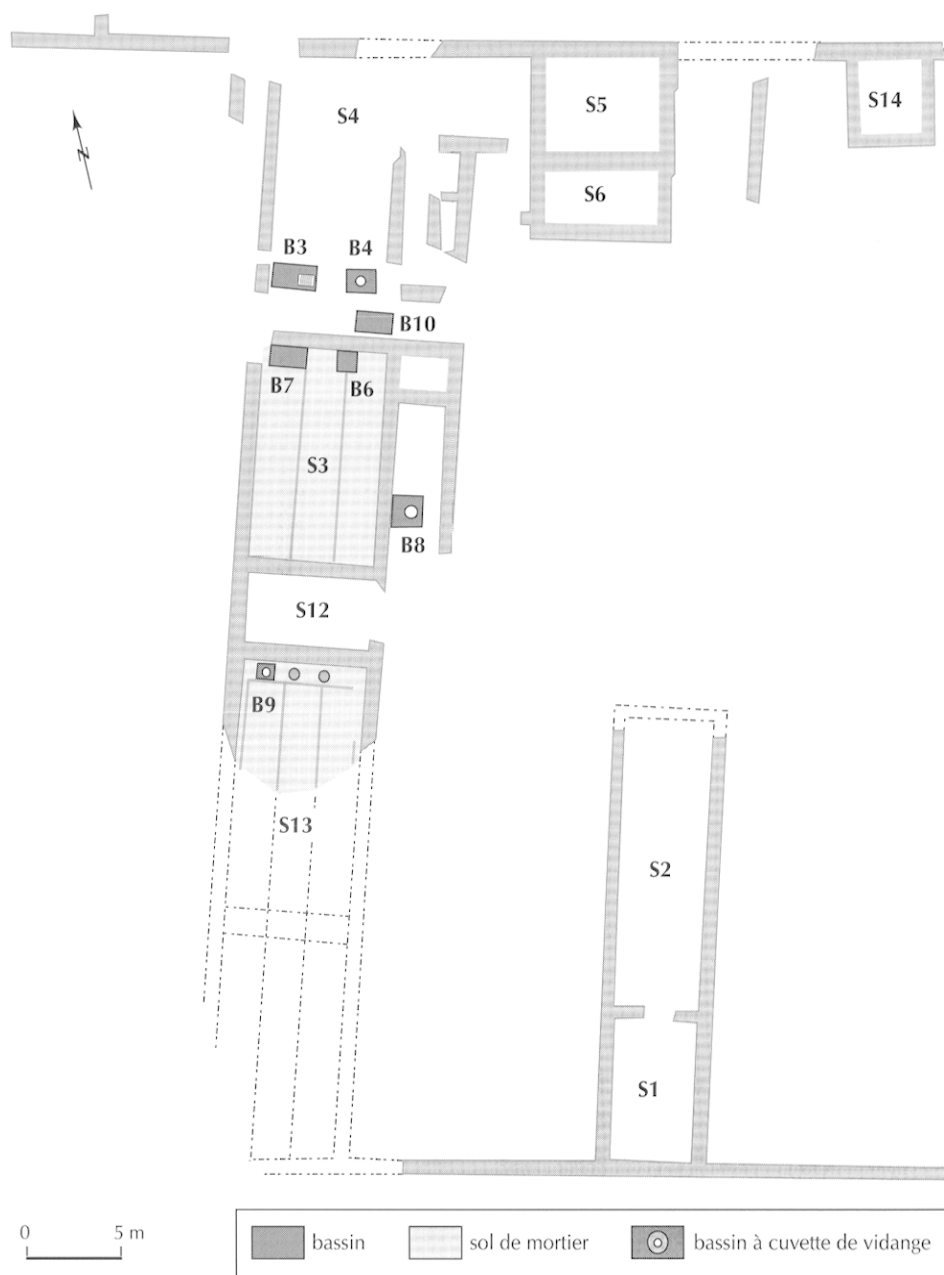 S14
S5
S4
N
S6
B3
B4
B10
B7
B6
S3
B8
S12
B9
S13
S2
S1
0 5 m
bassin
sol de mortier
bassin à cuvette de vidange